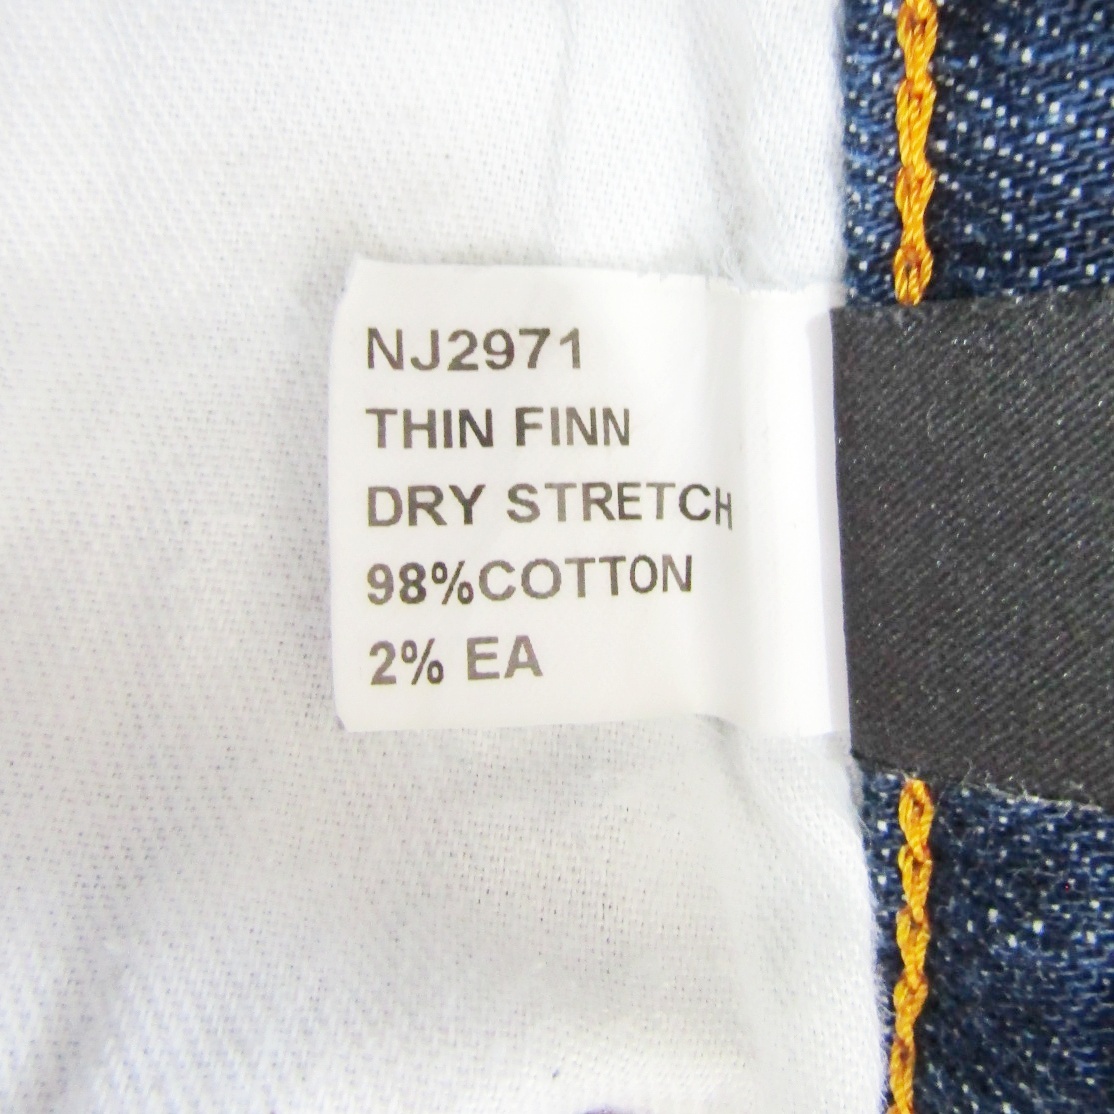 NJ2971
THIN FINN
DRY STRETCH
98%COTTON
2% EA